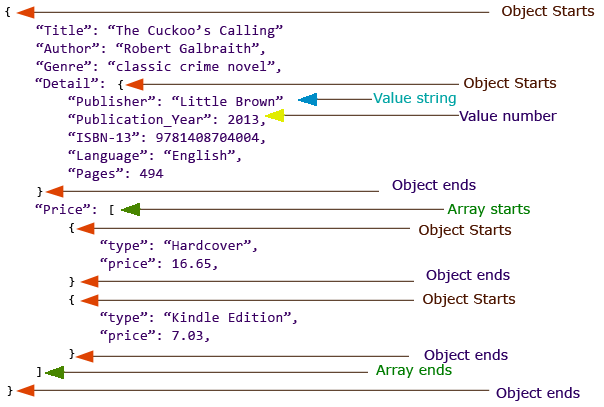 { Object Starts
“Title”: “The Cuckoo’s Calling”
“Author”: “Robert Galbraith”,
“Genre”: “classic crime novel”,
“Detail”: { Object Starts
“Publisher”: “Little Brown” Value string
“Publication_Year”: 2013, Value number
“ISBN-13”: 9781408704004,
“Language”: “English”,
“Pages”: 494
} Object ends
“Price”: [ Array starts
{ Object Starts
“type”: “Hardcover”,
“price”: 16.65,
} Object ends
{ Object Starts
“type”: “Kindle Edition”,
“price”: 7.03,
} Object ends
] Array ends
} Object ends